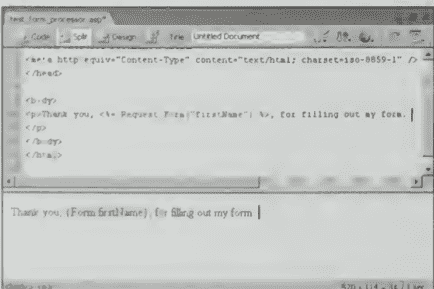 test_form_processor.asp*
Code Split Design Title: Untitled Document
<meta http-equiv="Content-Type" content="text/html; charset=iso-8859-1" />
</head>
<body>
<p>Thank you, <%= Request.Form("firstName") %>, for filling out my form.
</p>
</body>
</html>
Thank you, {Form.firstName}, for filling out my form
<body> <p>